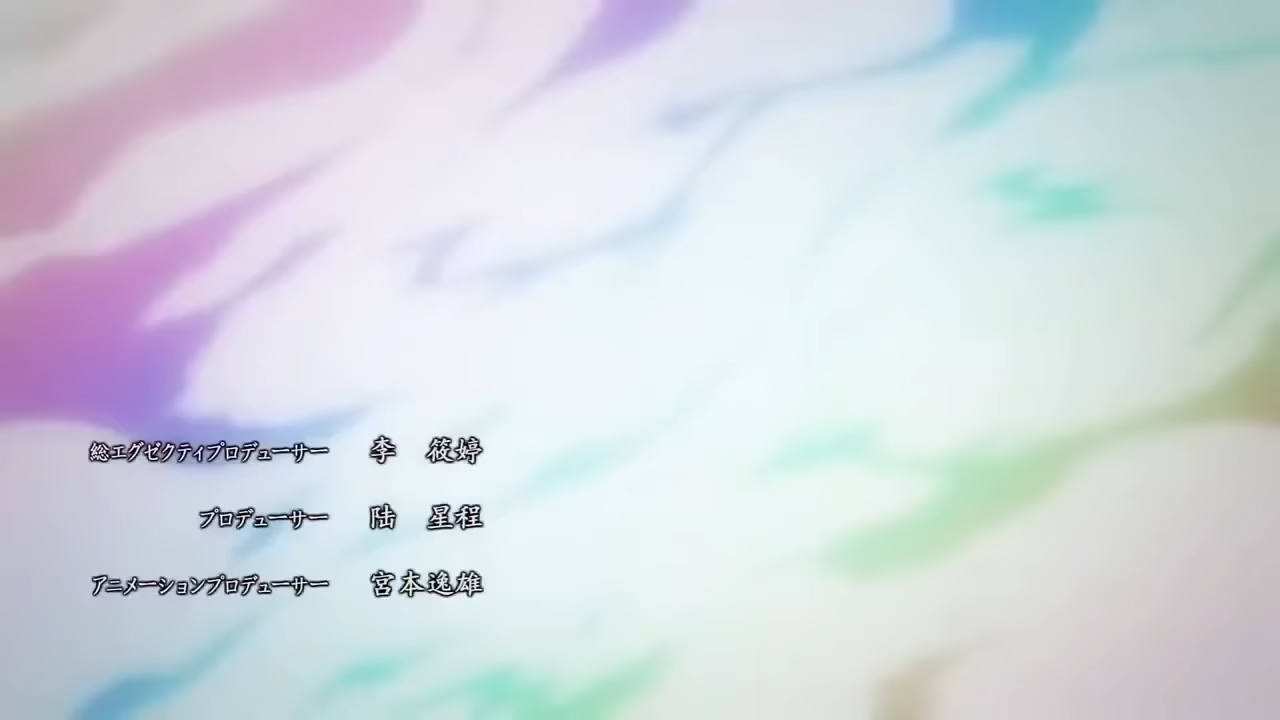 総エグゼクティブプロデューサー　李　筱婷
プロデューサー　陸　星程
アニメーションプロデューサー　宮本逸雄